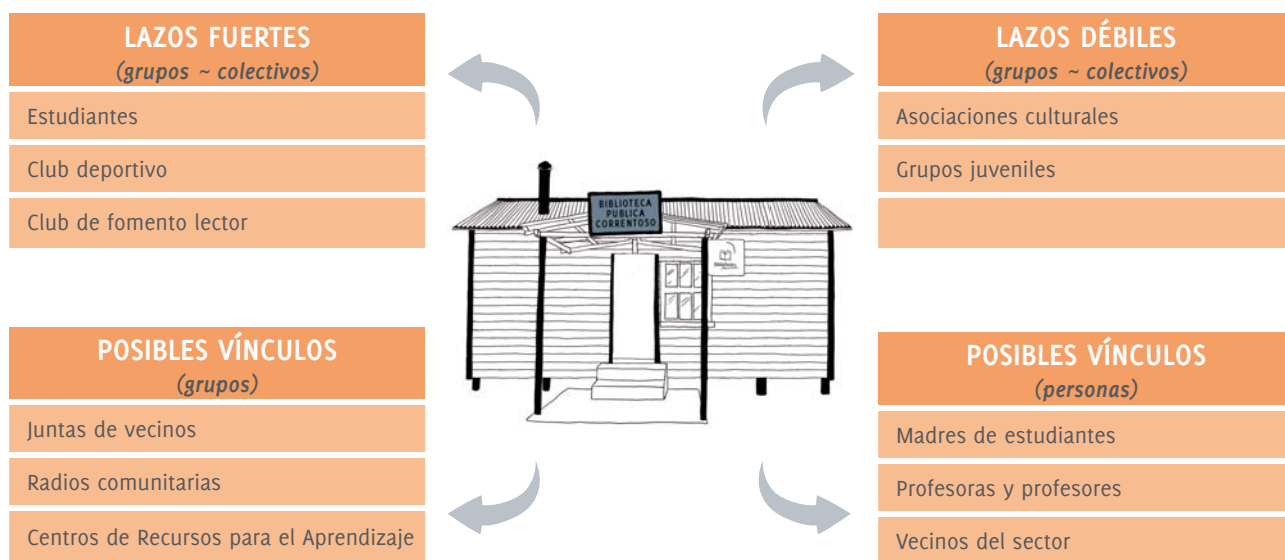 LAZOS FUERTES
(grupos ~ colectivos)
Estudiantes
Club deportivo
Club de fomento lector
LAZOS DÉBILES
(grupos ~ colectivos)
Asociaciones culturales
Grupos juveniles
BIBLIOTECA
PUBLICA
CORRENTOSO
POSIBLES VÍNCULOS
(grupos)
Juntas de vecinos
Radios comunitarias
Centros de Recursos para el Aprendizaje
POSIBLES VÍNCULOS
(personas)
Madres de estudiantes
Profesoras y profesores
Vecinos del sector